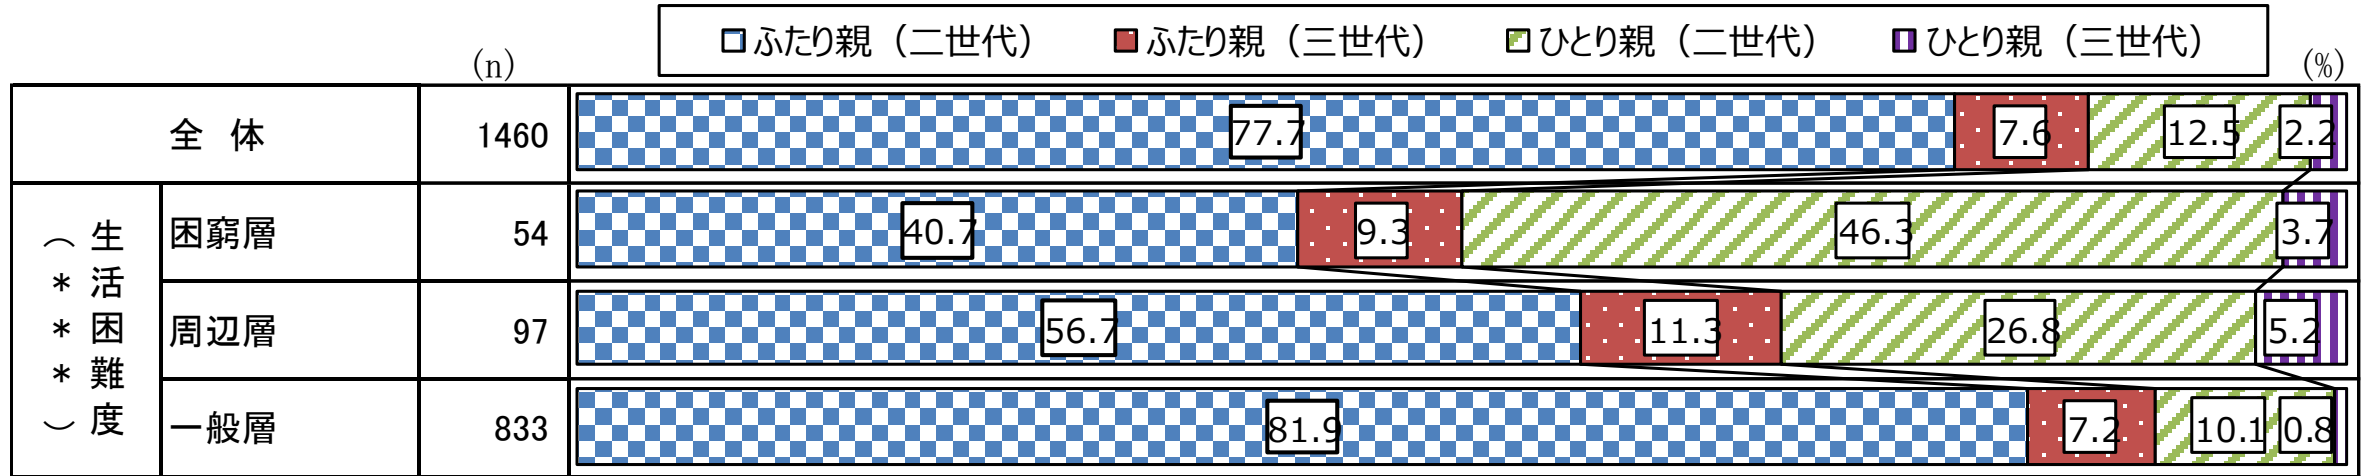 ふたり親（二世代） ふたり親（三世代） ひとり親（二世代） ひとり親（三世代）
(n) (%)
全 体 1460 77.7 7.6 12.5 2.2
生活困難度（***）
困窮層 54 40.7 9.3 46.3 3.7
周辺層 97 56.7 11.3 26.8 5.2
一般層 833 81.9 7.2 10.1 0.8